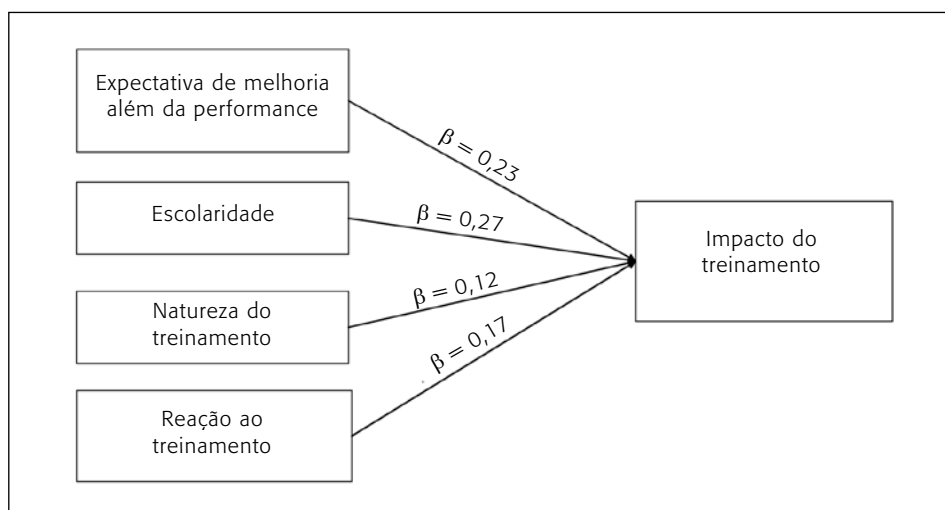 Expectativa de melhoria
além da performance
β = 0,23
Escolaridade
β = 0,27
Impacto do
treinamento
Natureza do
treinamento
β = 0,12
β = 0,17
Reação ao
treinamento